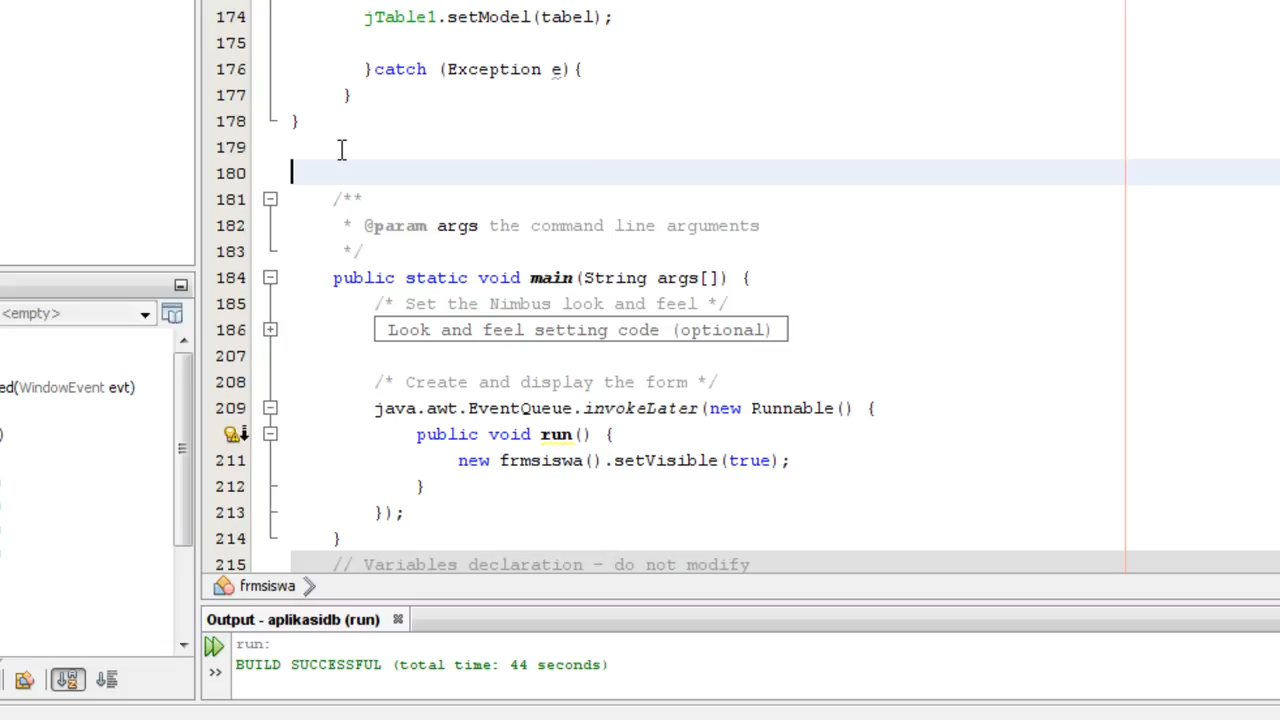 174 jTable1.setModel(tabel);
175
176 }catch (Exception e){
177 }
178 }
179
180
181 /**
182 * @param args the command line arguments
183 */
184 public static void main(String args[]) {
185 /* Set the Nimbus look and feel */
186 Look and feel setting code (optional)
207
208 /* Create and display the form */
209 java.awt.EventQueue.invokeLater(new Runnable() {
public void run() {
211 new frmsiswa().setVisible(true);
212 }
213 });
214 }
215 // Variables declaration - do not modify
<empty>
ed(WindowEvent evt)
)
frmsiswa
Output - aplikasidb (run)
run:
BUILD SUCCESSFUL (total time: 44 seconds)